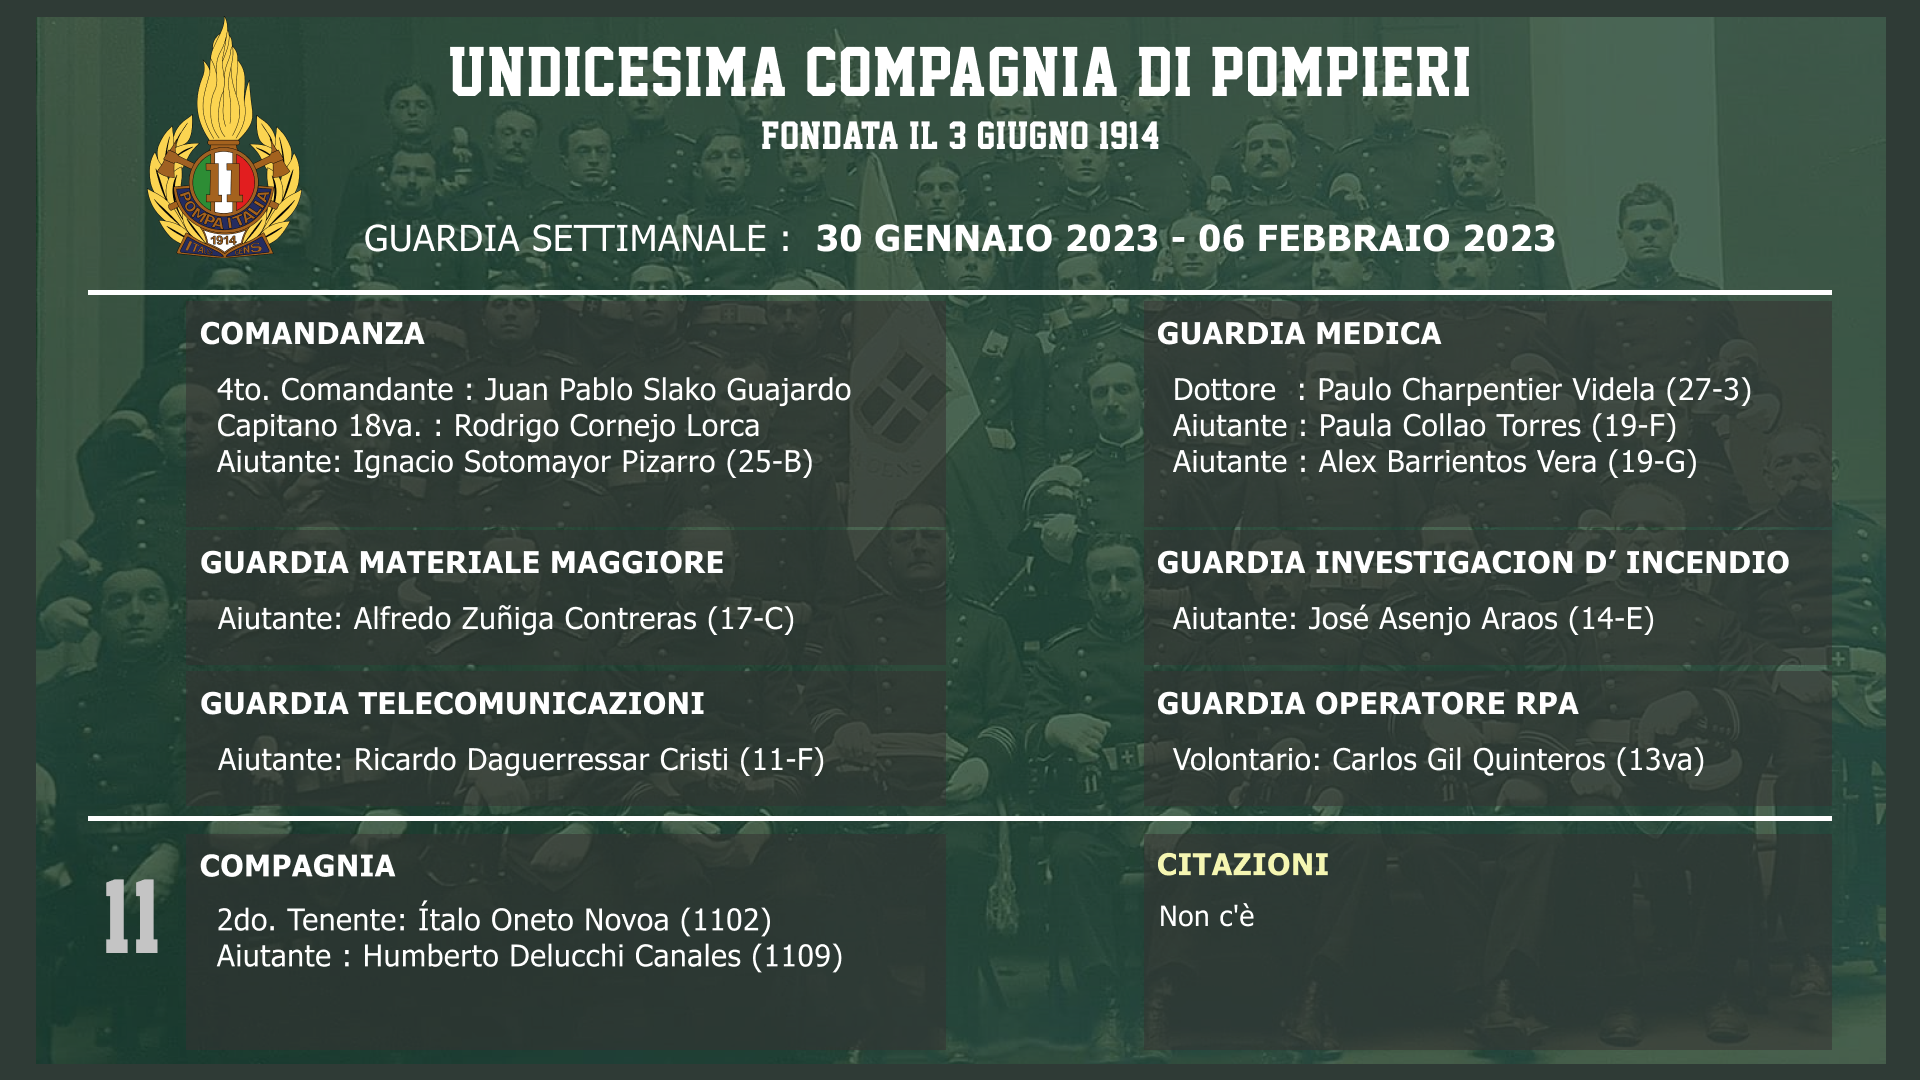 UNDICESIMA COMPAGNIA DI POMPIERI
FONDATA IL 3 GIUGNO 1914
11
POMPA ITALIA
1914
GUARDIA SETTIMANALE : 30 GENNAIO 2023 - 06 FEBBRAIO 2023
COMANDANZA
4to. Comandante : Juan Pablo Slako Guajardo
Capitano 18va. : Rodrigo Cornejo Lorca
Aiutante: Ignacio Sotomayor Pizarro (25-B)
GUARDIA MEDICA
Dottore : Paulo Charpentier Videla (27-3)
Aiutante : Paula Collao Torres (19-F)
Aiutante : Alex Barrientos Vera (19-G)
GUARDIA MATERIALE MAGGIORE
Aiutante: Alfredo Zuñiga Contreras (17-C)
GUARDIA INVESTIGACION D’ INCENDIO
Aiutante: José Asenjo Araos (14-E)
GUARDIA TELECOMUNICAZIONI
Aiutante: Ricardo Daguerressar Cristi (11-F)
GUARDIA OPERATORE RPA
Volontario: Carlos Gil Quinteros (13va)
11
COMPAGNIA
2do. Tenente: Ítalo Oneto Novoa (1102)
Aiutante : Humberto Delucchi Canales (1109)
CITAZIONI
Non c'è